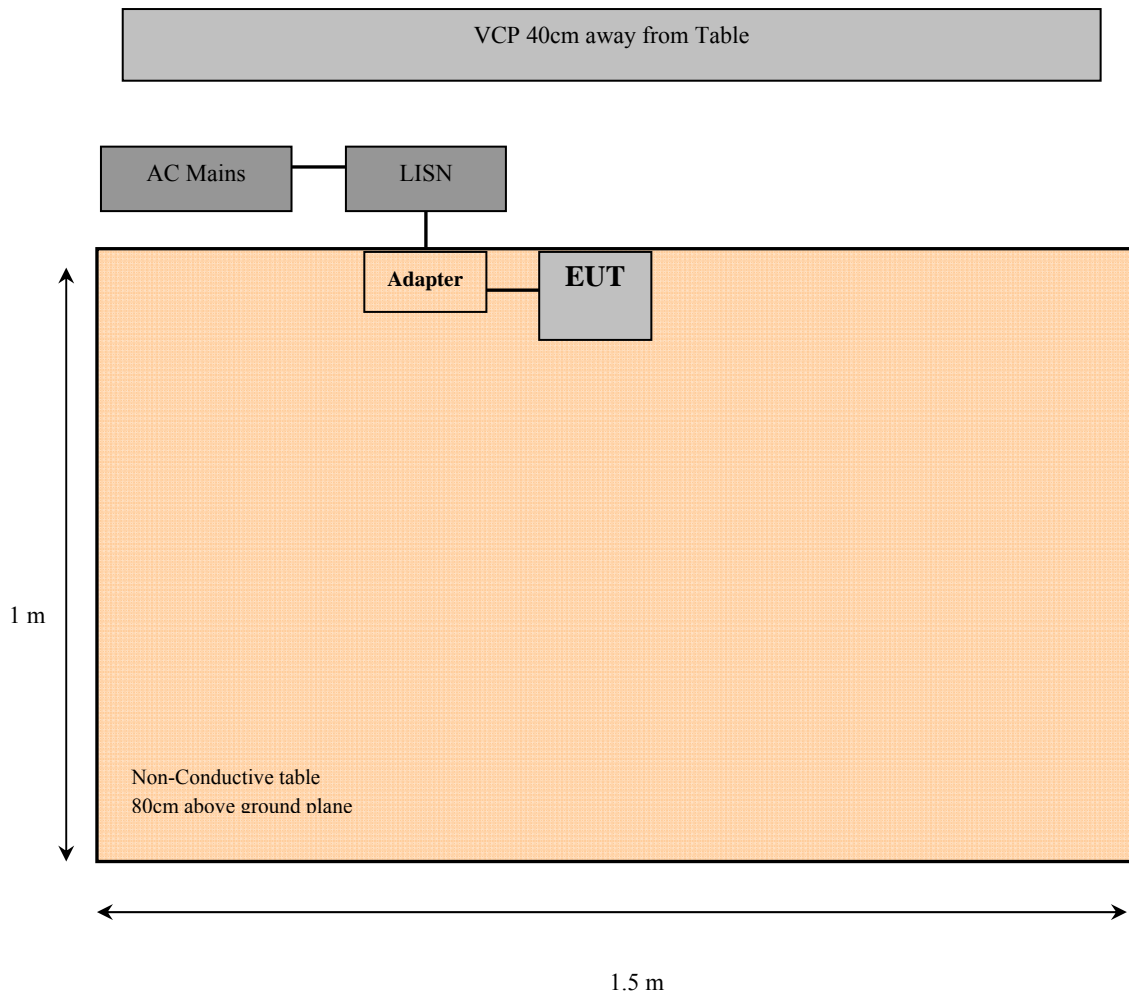 VCP 40cm away from Table
AC Mains
LISN
Adapter
EUT
1 m
Non-Conductive table
80cm above ground plane
1.5 m